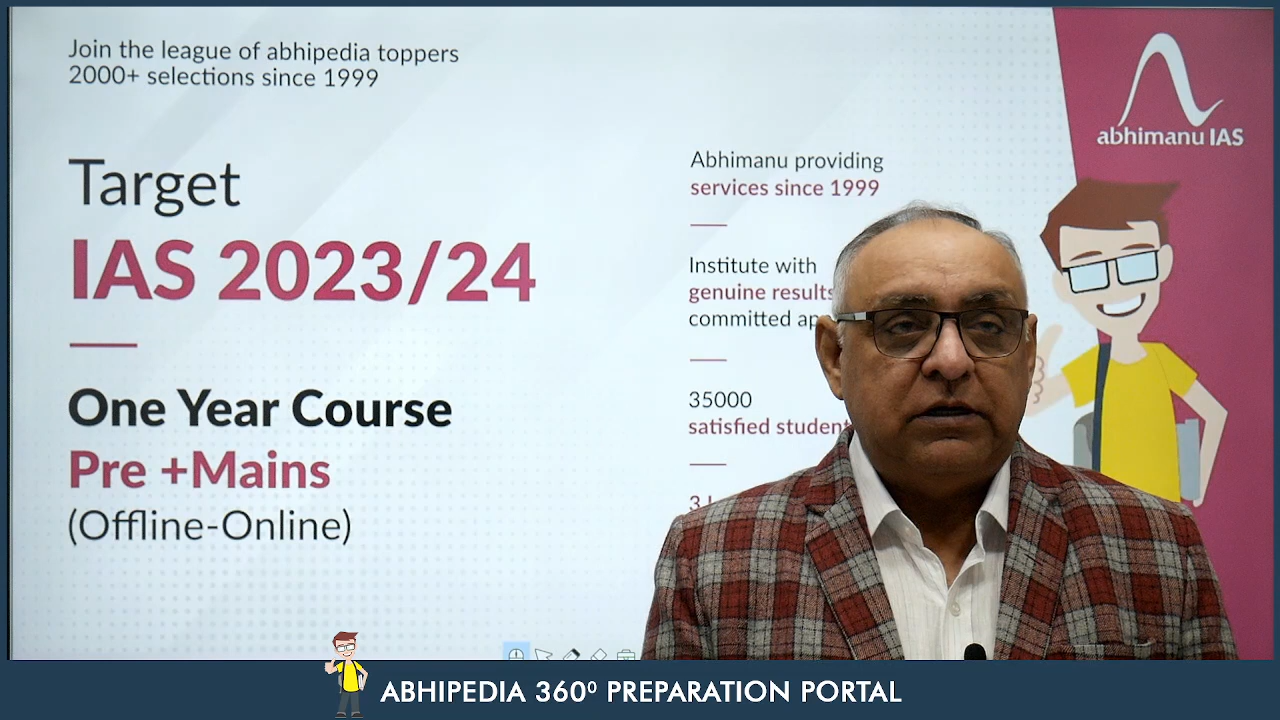 Join the league of abhipedia toppers
2000+ selections since 1999
Target
IAS 2023/24
One Year Course
Pre +Mains
(Offline-Online)
Abhimanu providing
services since 1999
Institute with
genuine results
committed
35000
satisfied
3
abhimanu IAS
ABHIPEDIA 360⁰ PREPARATION PORTAL